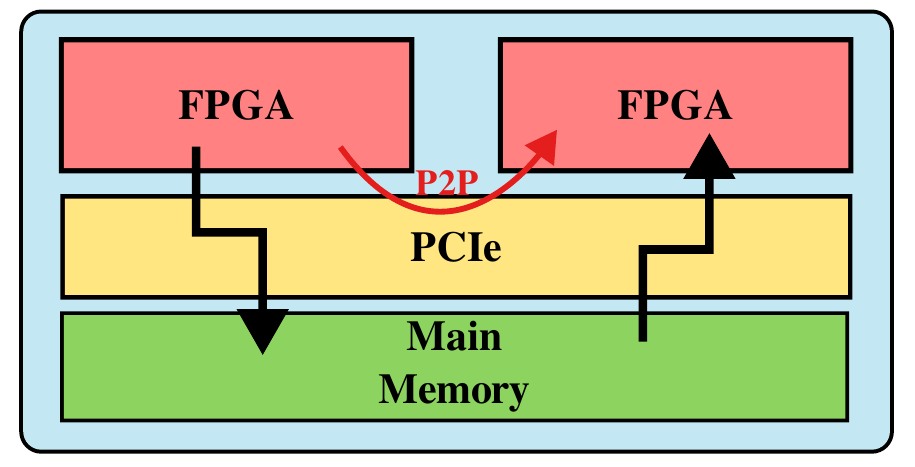 FPGA
FPGA
P2P
PCIe
Main
Memory